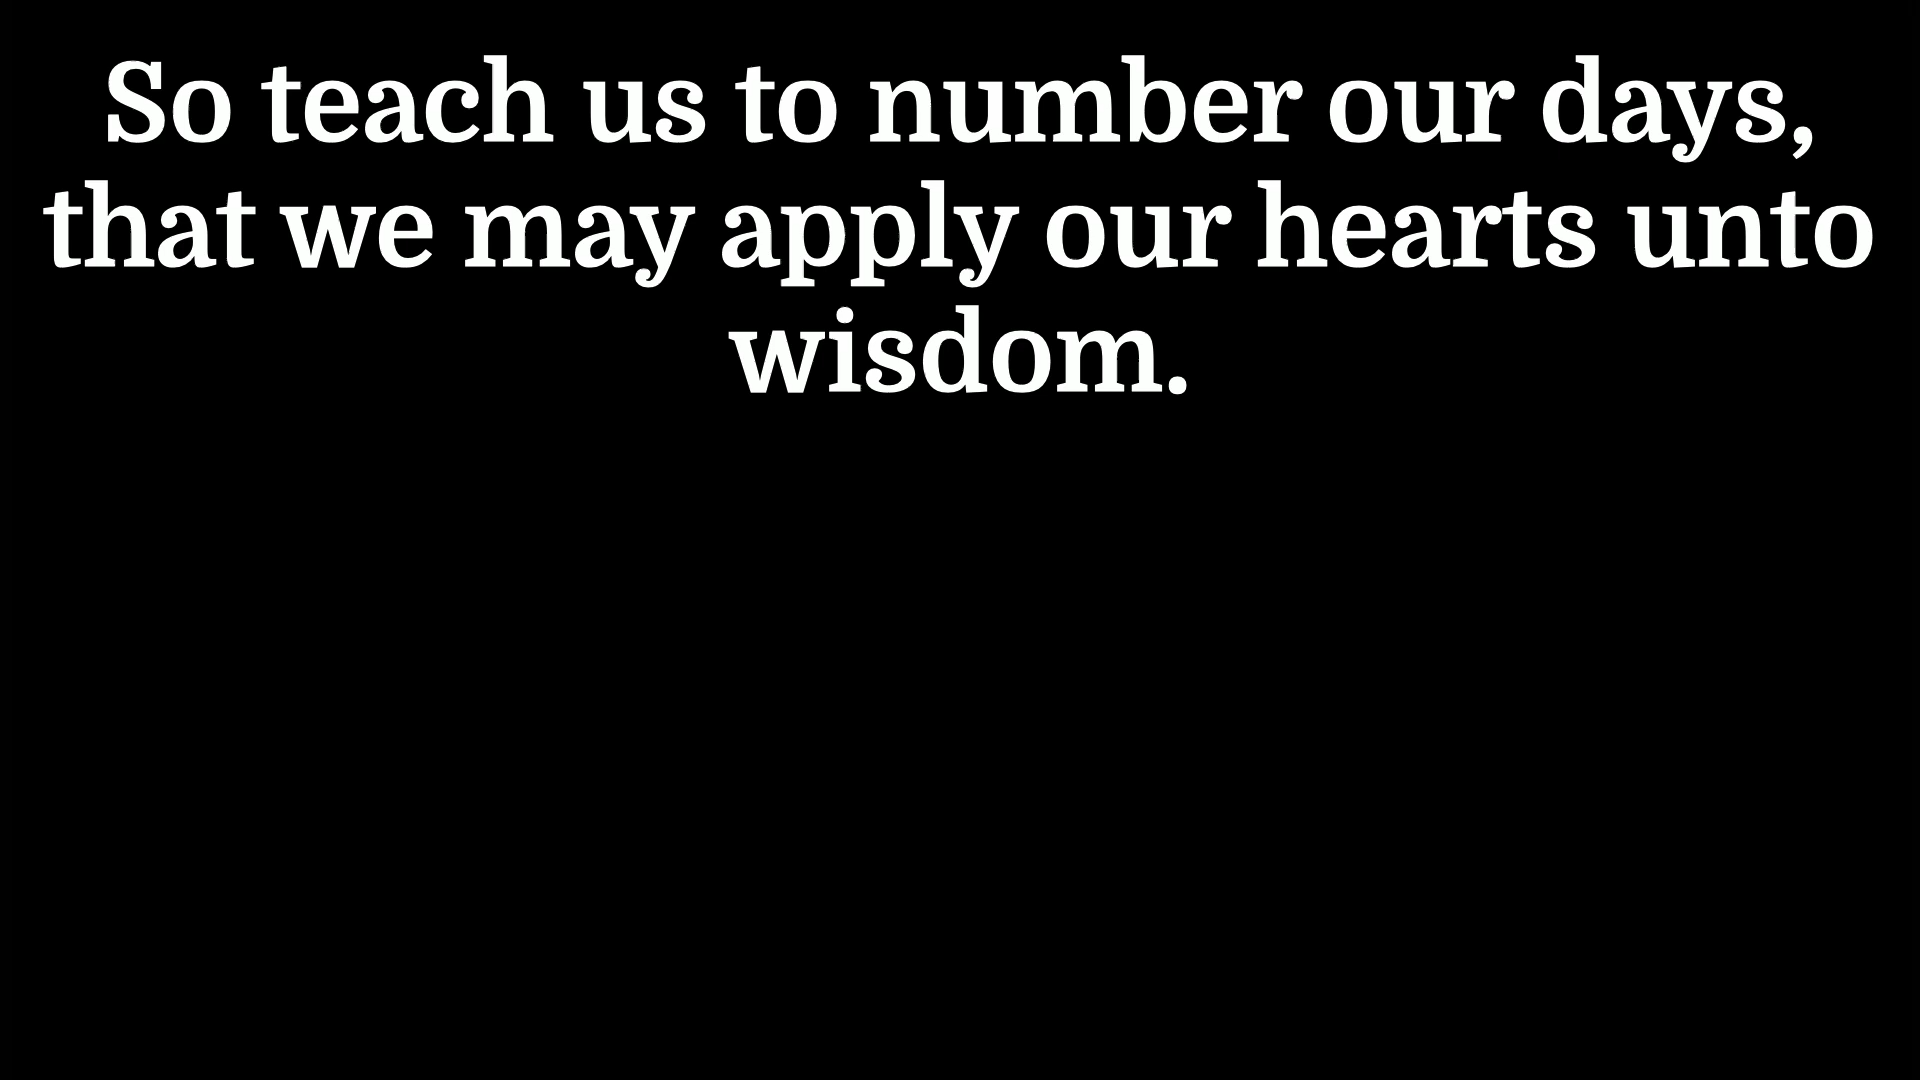 So teach us to number our days,
that we may apply our hearts unto
wisdom.